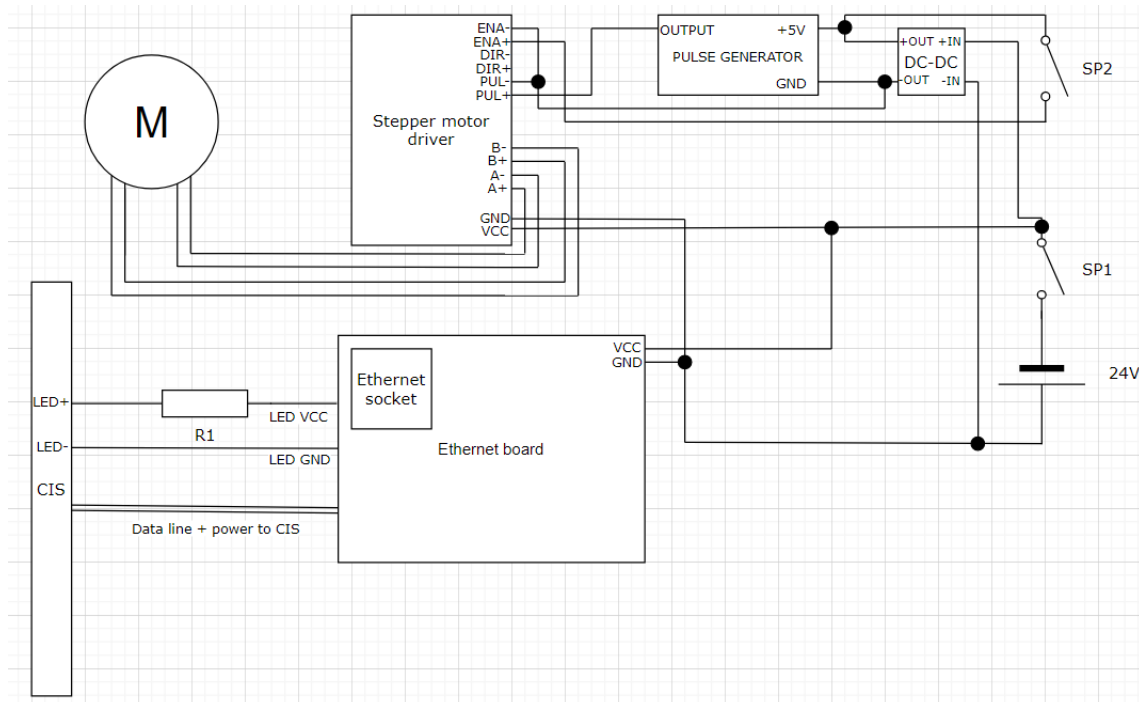 ENA-
ENA+
DIR-
DIR+
PUL-
PUL+
Stepper motor
driver
B-
B+
A-
A+
GND
VCC
M
OUTPUT
+5V
PULSE GENERATOR
GND
+OUT +IN
DC-DC
-OUT -IN
SP2
SP1
24V
VCC
GND
Ethernet
socket
Ethernet board
LED+
R1
LED VCC
LED-
LED GND
CIS
Data line + power to CIS